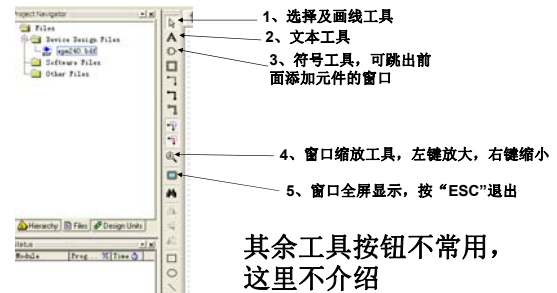 Project Navigator
Files
Device Design Files
epm240.bdf
Software Files
Other Files
Hierarchy
Files
Design Units
Status
Module
Prog... %
Time
1、选择及画线工具
2、文本工具
3、符号工具，可跳出前
面添加元件的窗口
4、窗口缩放工具，左键放大，右键缩小
5、窗口全屏显示，按“ESC”退出
其余工具按钮不常用，
这里不介绍